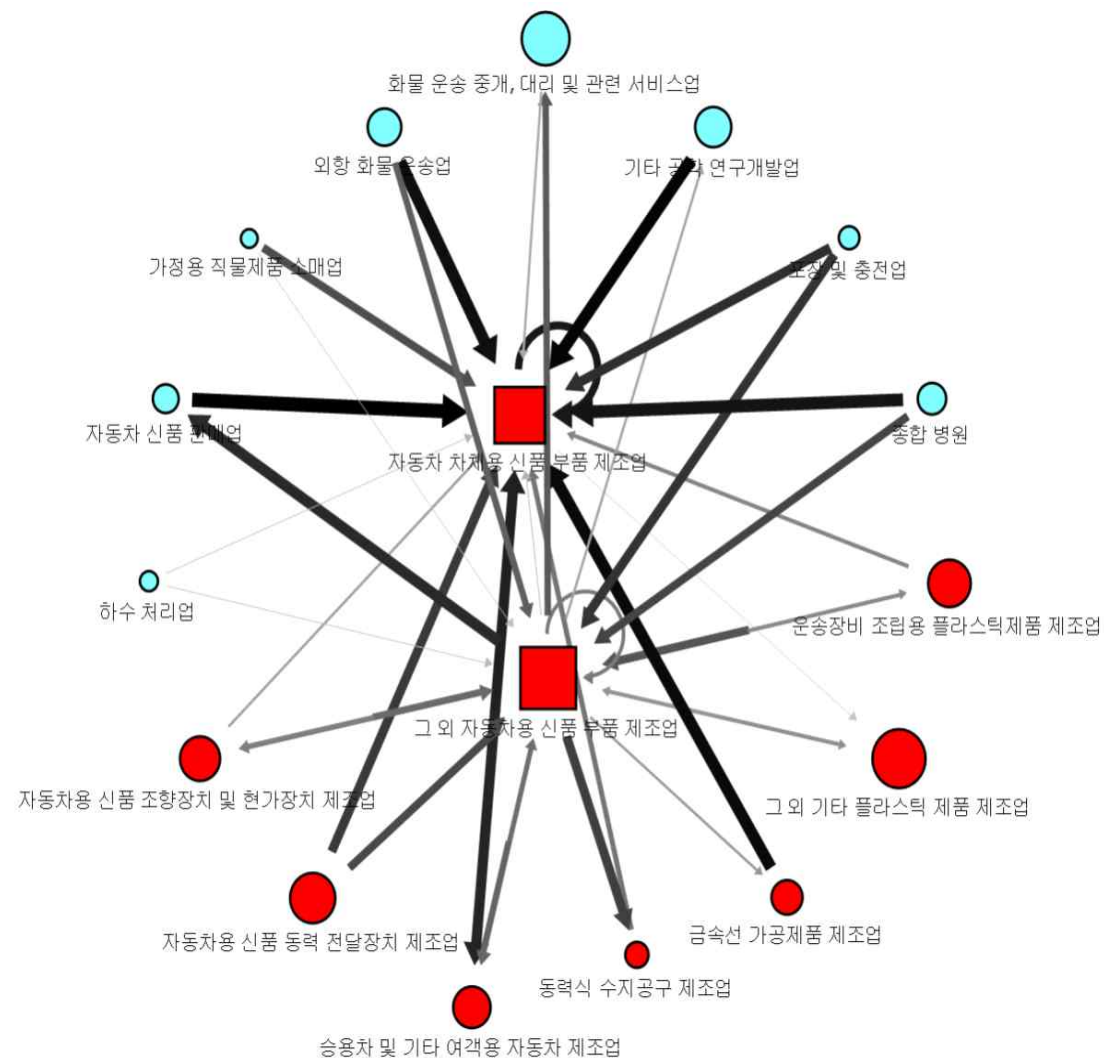 화물 운송 중개, 대리 및 관련 서비스업
외항 화물 운송업
기타 공학 연구개발업
가정용 직물제품 소매업
포장 및 충전업
자동차 신품 판매업
종합 병원
자동차 차체용 신품 부품 제조업
하수 처리업
운송장비 조립용 플라스틱제품 제조업
그 외 자동차용 신품 부품 제조업
자동차용 신품 조향장치 및 현가장치 제조업
그 외 기타 플라스틱 제품 제조업
자동차용 신품 동력 전달장치 제조업
금속선 가공제품 제조업
동력식 수지공구 제조업
승용차 및 기타 여객용 자동차 제조업